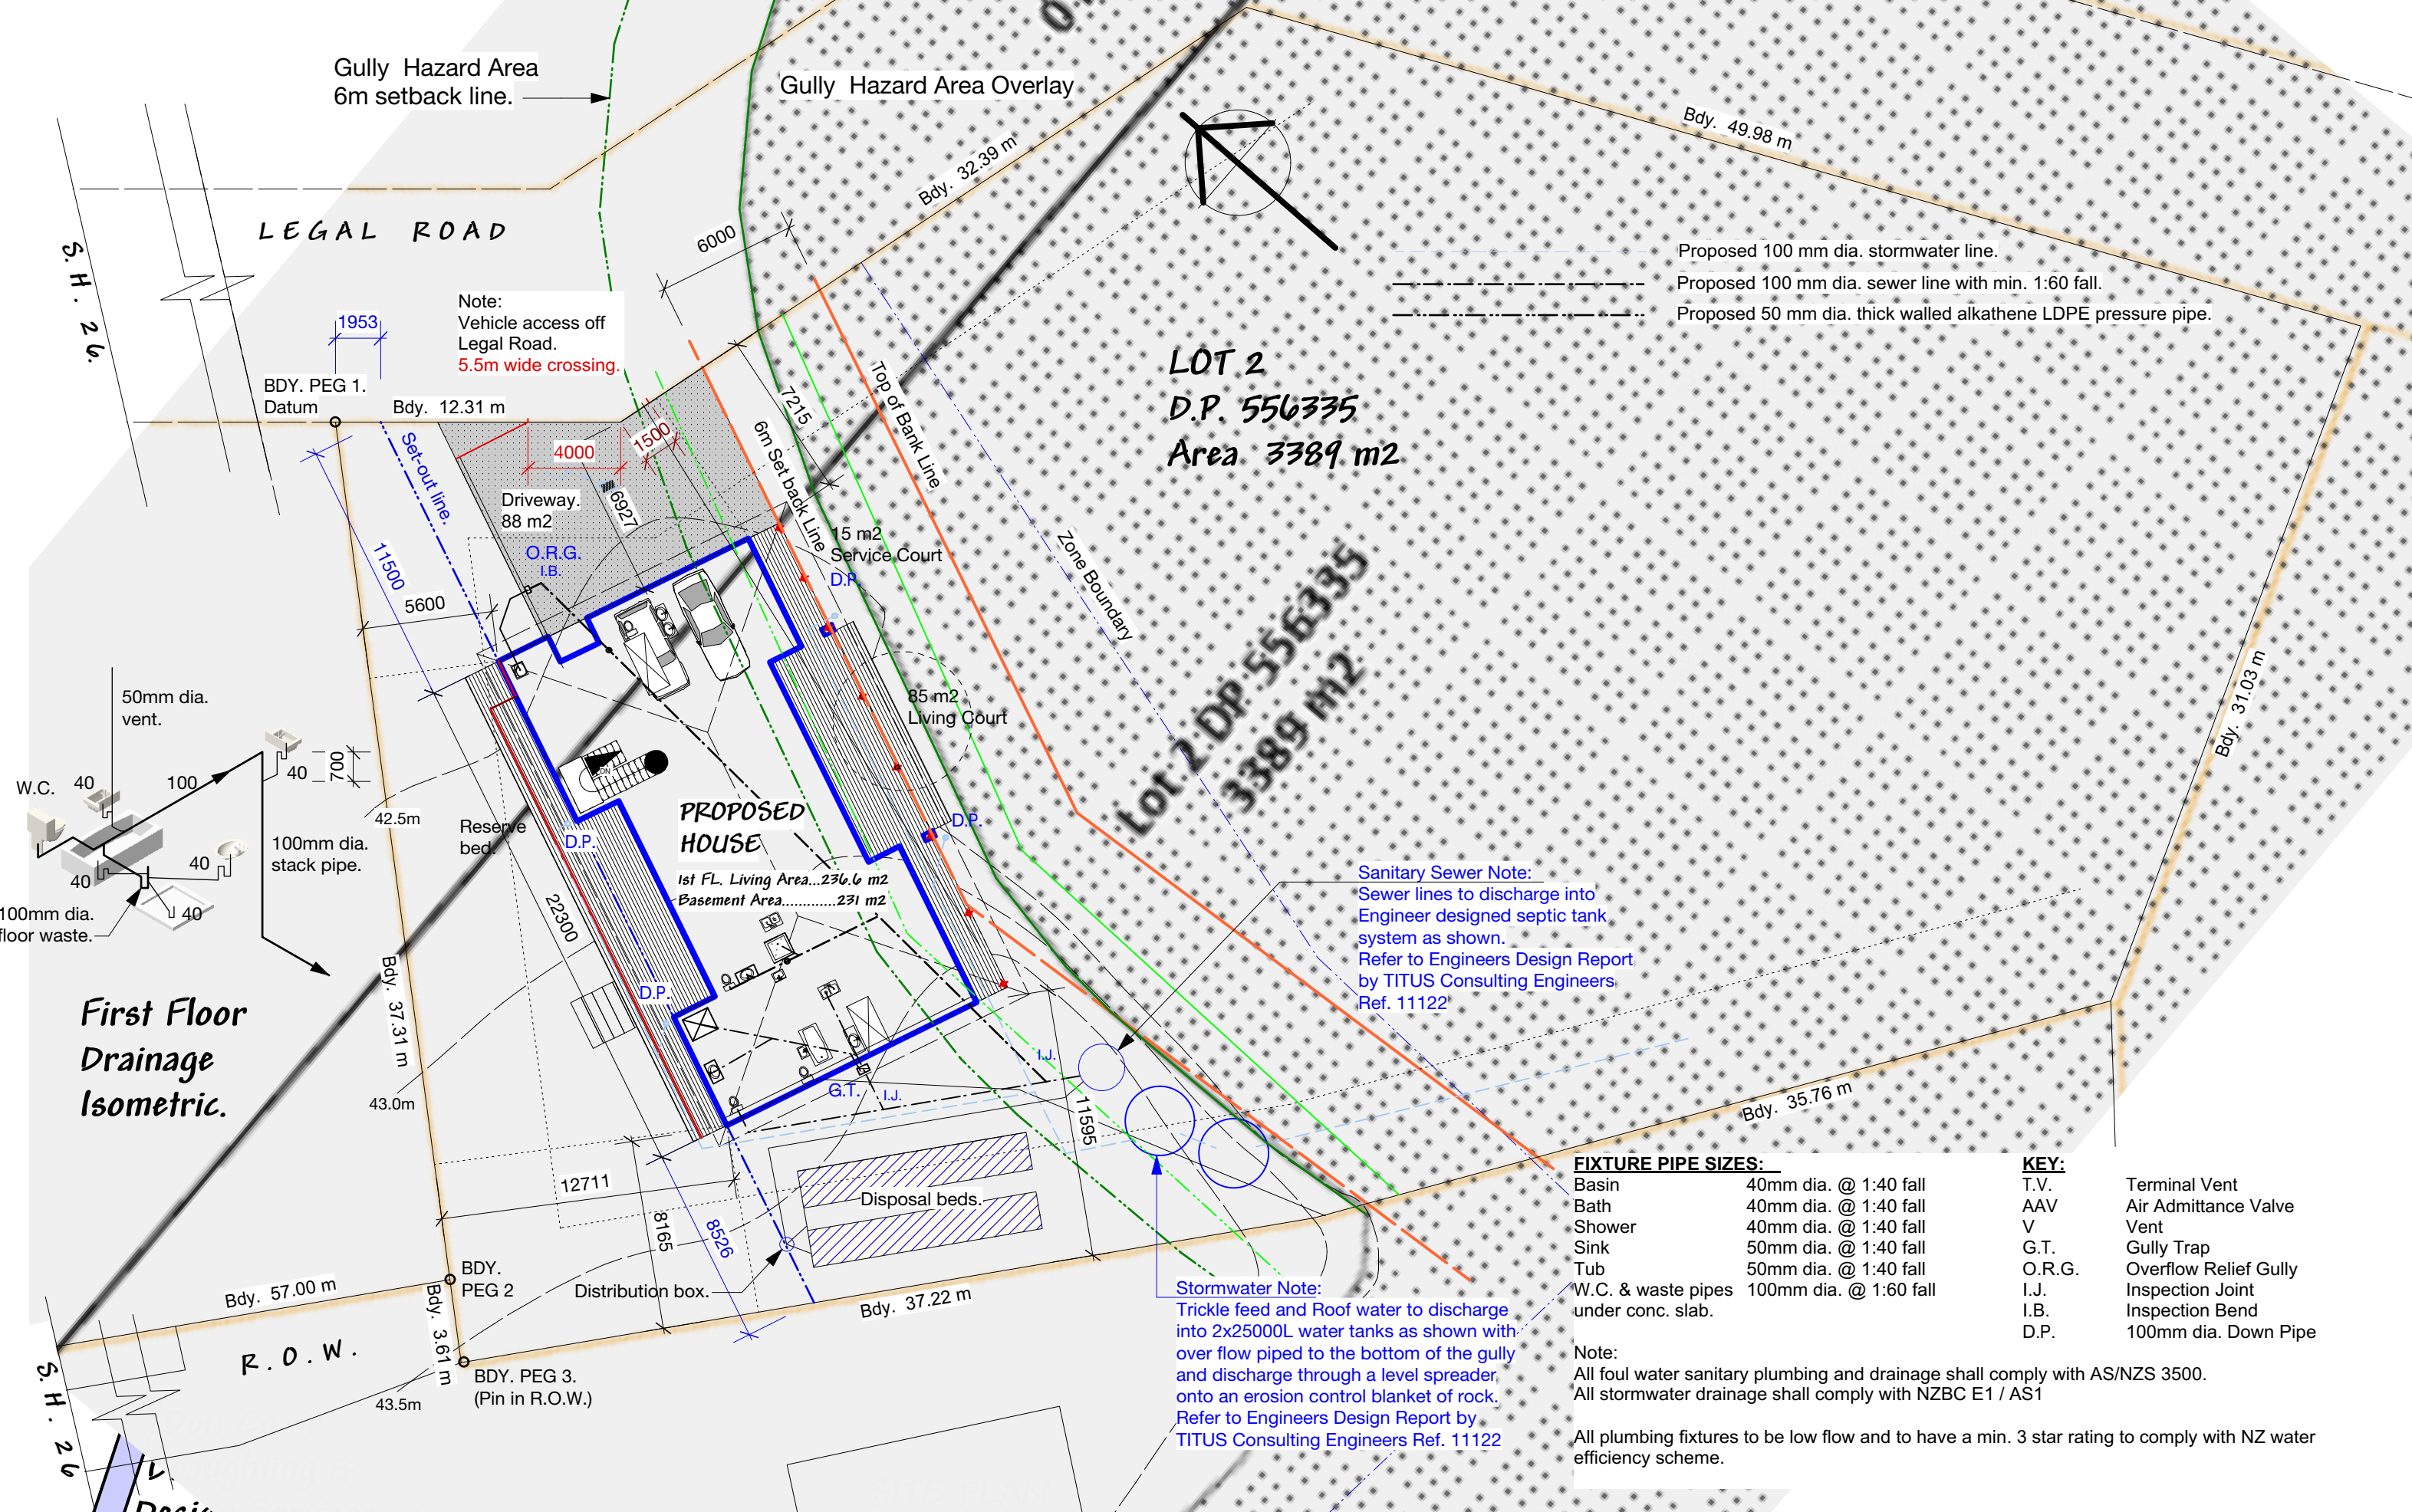 Gully Hazard Area
6m setback line.
Gully Hazard Area Overlay
Bdy. 49.98 m
Bdy. 32.39 m
LEGAL ROAD
S.H. 26.
6000
Proposed 100 mm dia. stormwater line.
Proposed 100 mm dia. sewer line with min. 1:60 fall.
Proposed 50 mm dia. thick walled alkathene LDPE pressure pipe.
Note:
Vehicle access off
Legal Road.
5.5m wide crossing.
1953
BDY. PEG 1.
Datum
Bdy. 12.31 m
LOT 2
D.P. 556335
Area 3389 m2
7215
Top of Bank Line
6m Set back Line
Set-out line.
4000
1500
Driveway.
88 m2
6927
11500
O.R.G.
I.B.
15 m2
Service Court
D.P.
Zone Boundary
5600
Lot 2 DP 556335
3389 m2
Bdy. 31.03 m
50mm dia.
vent.
85 m2
Living Court
700
W.C.
40
100
40
42.5m
Reserve
bed.
D.P.
PROPOSED
HOUSE
D.P.
100mm dia.
stack pipe.
40
40
40
1st FL. Living Area...236.6 m2
Basement Area.............231 m2
100mm dia.
floor waste.
22300
Sanitary Sewer Note:
Sewer lines to discharge into
Engineer designed septic tank
system as shown.
Refer to Engineers Design Report
by TITUS Consulting Engineers
Ref. 11122
Bdy. 37.31 m
D.P.
First Floor
Drainage
Isometric.
I.J.
G.T.
I.J.
43.0m
11595
Bdy. 35.76 m
12711
8165
8526
Disposal beds.
BDY.
PEG 2
Distribution box.
Bdy. 57.00 m
Bdy. 3.61 m
Bdy. 37.22 m
R.O.W.
BDY. PEG 3.
(Pin in R.O.W.)
43.5m
S.H. 26
Stormwater Note:
Trickle feed and Roof water to discharge
into 2x25000L water tanks as shown with
over flow piped to the bottom of the gully
and discharge through a level spreader
onto an erosion control blanket of rock.
Refer to Engineers Design Report by
TITUS Consulting Engineers Ref. 11122
FIXTURE PIPE SIZES:
Basin 40mm dia. @ 1:40 fall
Bath 40mm dia. @ 1:40 fall
Shower 40mm dia. @ 1:40 fall
Sink 50mm dia. @ 1:40 fall
Tub 50mm dia. @ 1:40 fall
W.C. & waste pipes 100mm dia. @ 1:60 fall
under conc. slab.
KEY:
T.V. Terminal Vent
AAV Air Admittance Valve
V Vent
G.T. Gully Trap
O.R.G. Overflow Relief Gully
I.J. Inspection Joint
I.B. Inspection Bend
D.P. 100mm dia. Down Pipe
Note:
All foul water sanitary plumbing and drainage shall comply with AS/NZS 3500.
All stormwater drainage shall comply with NZBC E1 / AS1
All plumbing fixtures to be low flow and to have a min. 3 star rating to comply with NZ water
efficiency scheme.